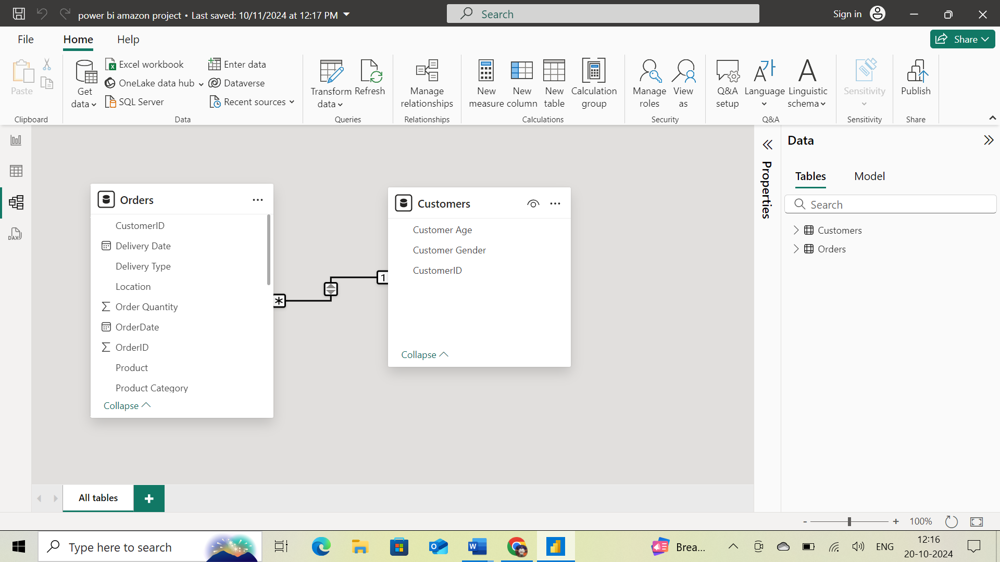 power bi amazon project • Last saved: 10/11/2024 at 12:17 PM
Search
Sign in
File
Home
Help
Share
Paste
Clipboard
Get data
Excel workbook
OneLake data hub
SQL Server
Enter data
Dataverse
Recent sources
Data
Transform data
Refresh
Queries
Manage relationships
Relationships
New measure
New column
New table
Calculation group
Calculations
Manage roles
View as
Security
Q&A setup
Language
Linguistic schema
Q&A
Sensitivity
Sensitivity
Publish
Share
DAX
Orders
CustomerID
Delivery Date
Delivery Type
Location
Order Quantity
OrderDate
OrderID
Product
Product Category
Collapse
*
1
Customers
Customer Age
Customer Gender
CustomerID
Collapse
Properties
Data
Tables
Model
Search
Customers
Orders
All tables
+
- + 100%
Type here to search
Brea...
ENG
12:16
20-10-2024